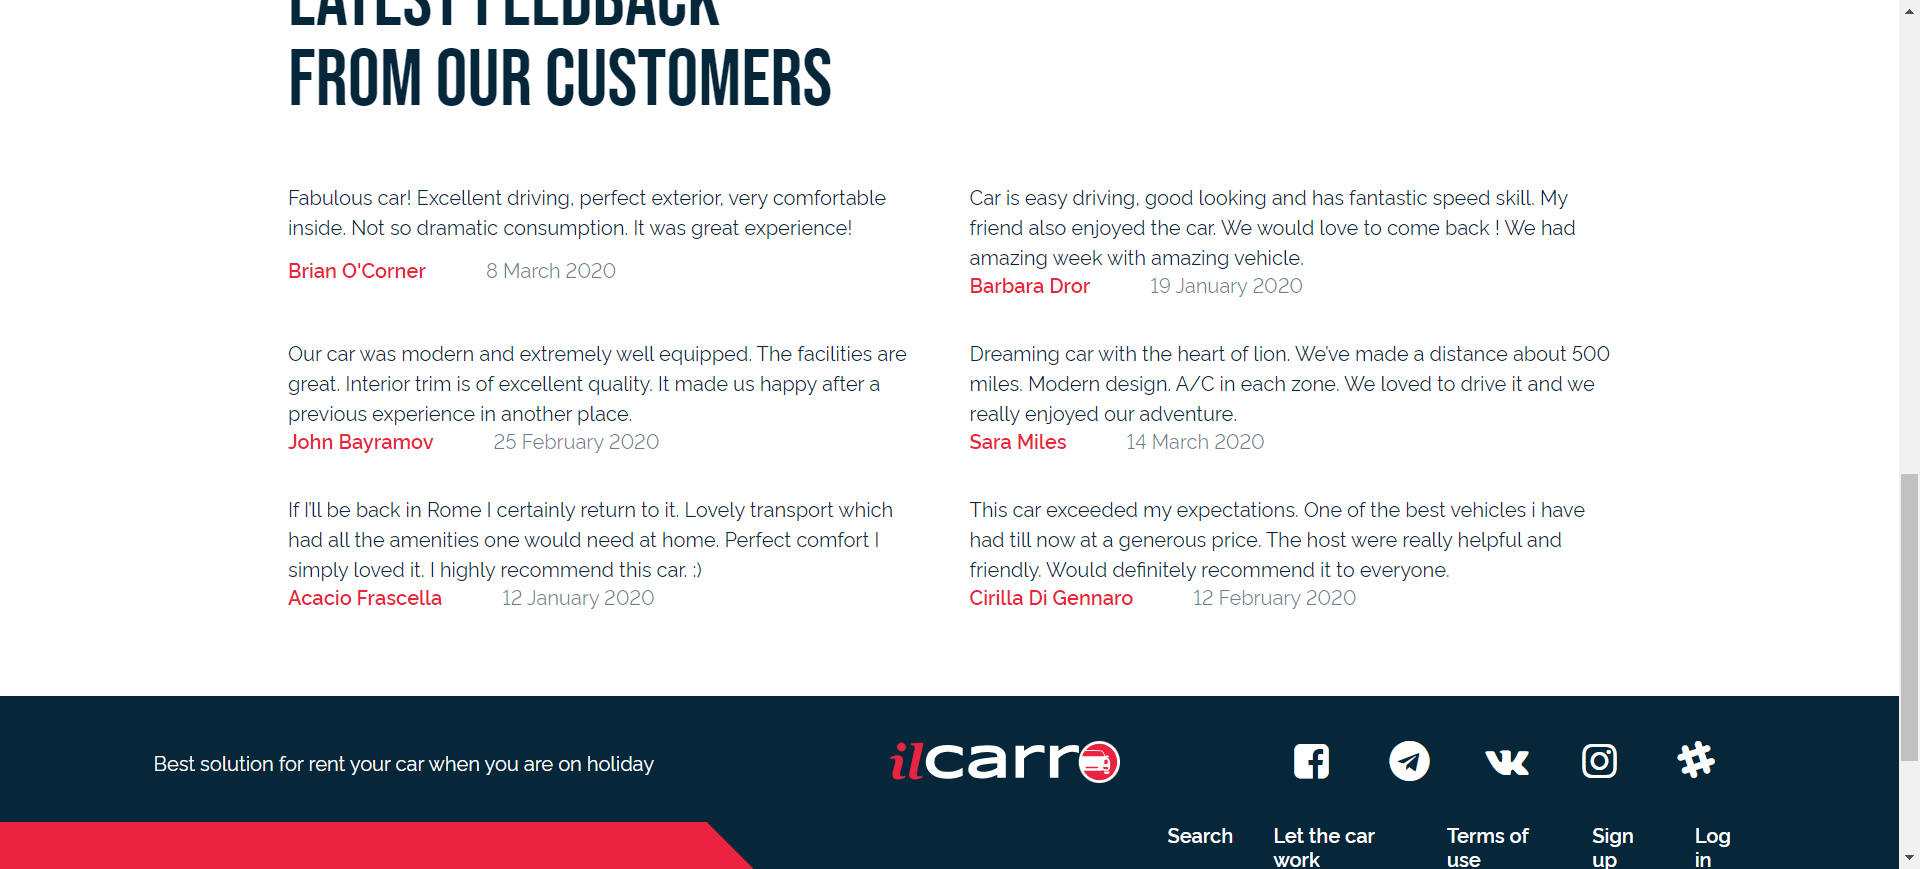 LATEST FEEDBACK
FROM OUR CUSTOMERS
Fabulous car! Excellent driving, perfect exterior, very comfortable
inside. Not so dramatic consumption. It was great experience!
Brian O'Corner 8 March 2020
Car is easy driving, good looking and has fantastic speed skill. My
friend also enjoyed the car. We would love to come back ! We had
amazing week with amazing vehicle.
Barbara Dror 19 January 2020
Our car was modern and extremely well equipped. The facilities are
great. Interior trim is of excellent quality. It made us happy after a
previous experience in another place.
John Bayramov 25 February 2020
Dreaming car with the heart of lion. We've made a distance about 500
miles. Modern design. A/C in each zone. We loved to drive it and we
really enjoyed our adventure.
Sara Miles 14 March 2020
If I'll be back in Rome I certainly return to it. Lovely transport which
had all the amenities one would need at home. Perfect comfort I
simply loved it. I highly recommend this car. :)
Acacio Frascella 12 January 2020
This car exceeded my expectations. One of the best vehicles i have
had till now at a generous price. The host were really helpful and
friendly. Would definitely recommend it to everyone.
Cirilla Di Gennaro 12 February 2020
Best solution for rent your car when you are on holiday
ilcarro
Search
Let the car
work
Terms of
use
Sign
up
Log
in